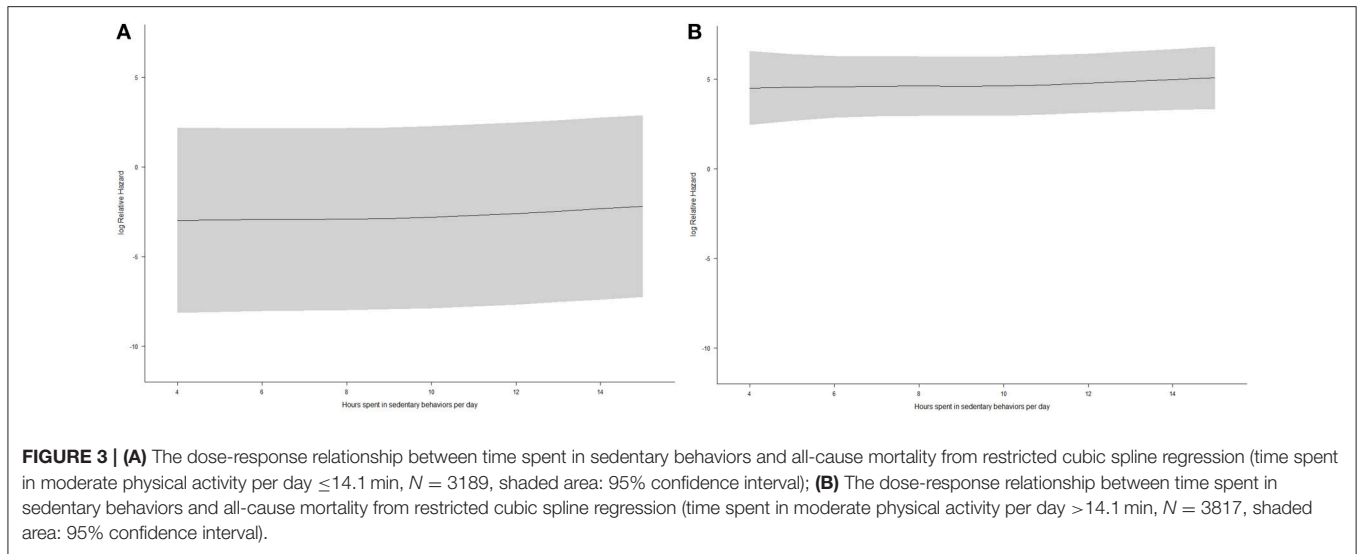 A
B
5
0
-5
-10
log Relative Hazard
4 6 8 10 12 14
Hours spent in sedentary behaviors per day
5
0
-5
-10
log Relative Hazard
4 6 8 10 12 14
Hours spent in sedentary behaviors per day
FIGURE 3 | (A) The dose-response relationship between time spent in sedentary behaviors and all-cause mortality from restricted cubic spline regression (time spent
in moderate physical activity per day ≤14.1 min, N = 3189, shaded area: 95% confidence interval); (B) The dose-response relationship between time spent in
sedentary behaviors and all-cause mortality from restricted cubic spline regression (time spent in moderate physical activity per day >14.1 min, N = 3817, shaded
area: 95% confidence interval).